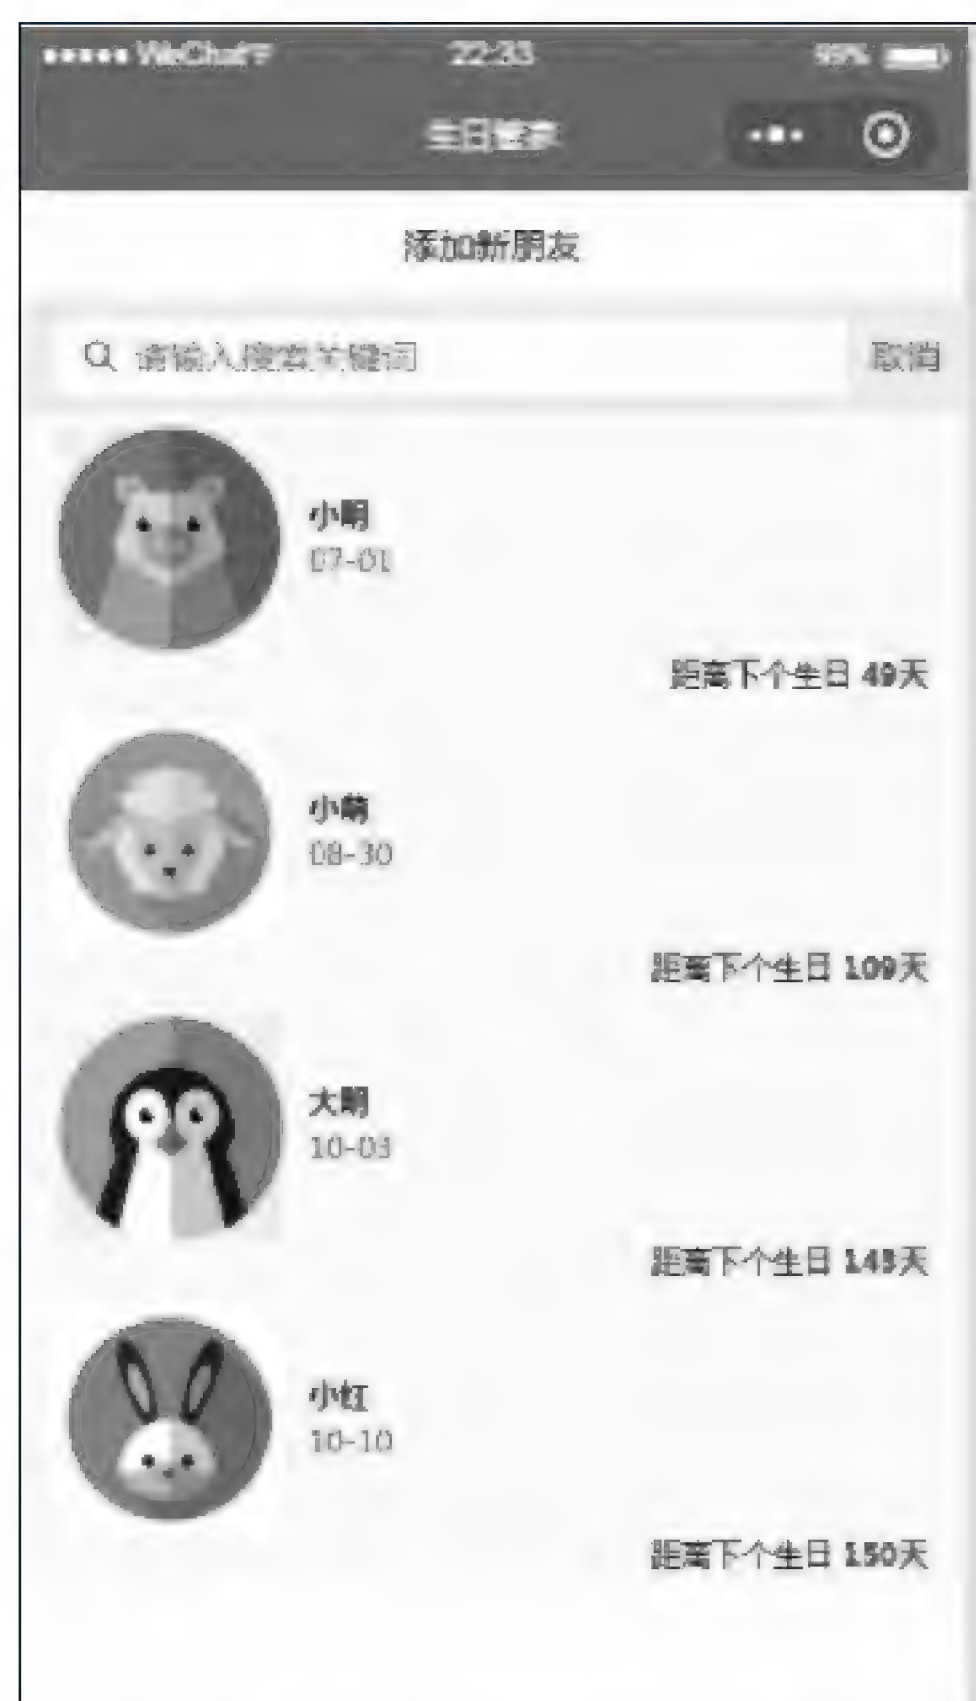 WeChat 22:33 99%
生日管家
添加新朋友
请输入搜索关键词 取消
小明
07-01
距离下个生日 49天
小萌
08-30
距离下个生日 109天
大明
10-03
距离下个生日 143天
小红
10-10
距离下个生日 150天